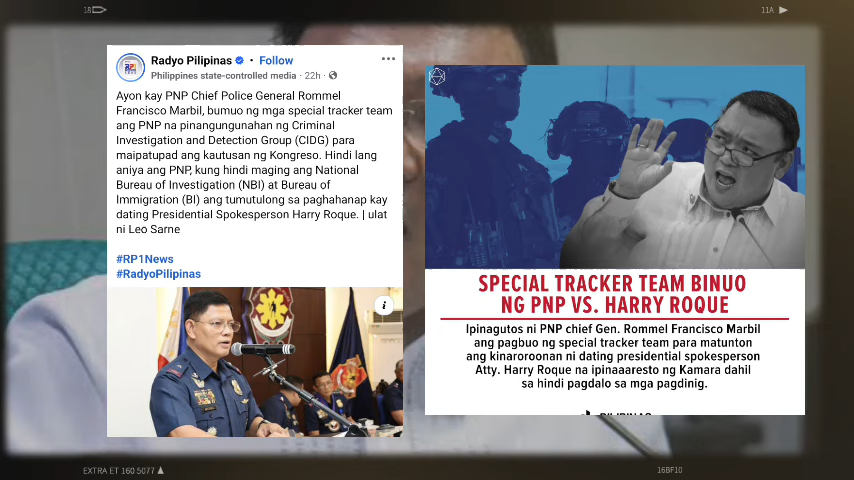 18
11A
Radyo Pilipinas • Follow
Philippines state-controlled media · 22h ·
Ayon kay PNP Chief Police General Rommel
Francisco Marbil, bumuo ng mga special tracker team
ang PNP na pinangungunahan ng Criminal
Investigation and Detection Group (CIDG) para
maipatupad ang kautusan ng Kongreso. Hindi lang
aniya ang PNP, kung hindi maging ang National
Bureau of Investigation (NBI) at Bureau of
Immigration (BI) ang tumutulong sa paghahanap kay
dating Presidential Spokesperson Harry Roque. | ulat
ni Leo Sarne
#RP1News
#RadyoPilipinas
SPECIAL TRACKER TEAM BINUO
NG PNP VS. HARRY ROQUE
Ipinagutos ni PNP chief Gen. Rommel Francisco Marbil
ang pagbuo ng special tracker team para matunton
ang kinaroroonan ni dating presidential spokesperson
Atty. Harry Roque na ipinaaaresto ng Kamara dahil
sa hindi pagdalo sa mga pagdinig.
PILIPINAS
EXTRA ET 160 5077
16BF10